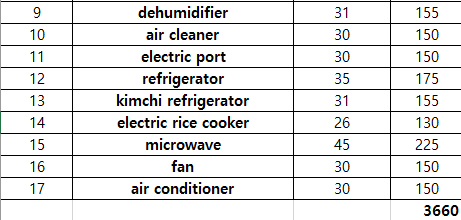 9 dehumidifier 31 155
10 air cleaner 30 150
11 electric port 30 150
12 refrigerator 35 175
13 kimchi refrigerator 31 155
14 electric rice cooker 26 130
15 microwave 45 225
16 fan 30 150
17 air conditioner 30 150
3660